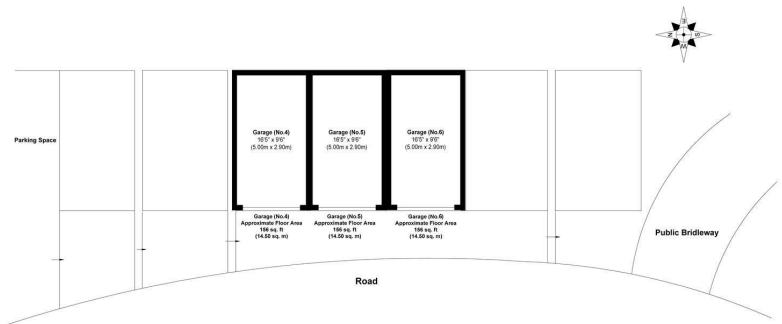 E
N
S
W
Garage (No.4)
16'5" x 9'6"
(5.00m x 2.90m)
Garage (No.5)
16'5" x 9'6"
(5.00m x 2.90m)
Garage (No.6)
16'5" x 9'6"
(5.00m x 2.90m)
Parking Space
Garage (No.4)
Approximate Floor Area
156 sq. ft
(14.50 sq. m)
Garage (No.5)
Approximate Floor Area
156 sq. ft
(14.50 sq. m)
Garage (No.6)
Approximate Floor Area
156 sq. ft
(14.50 sq. m)
Public Bridleway
Road